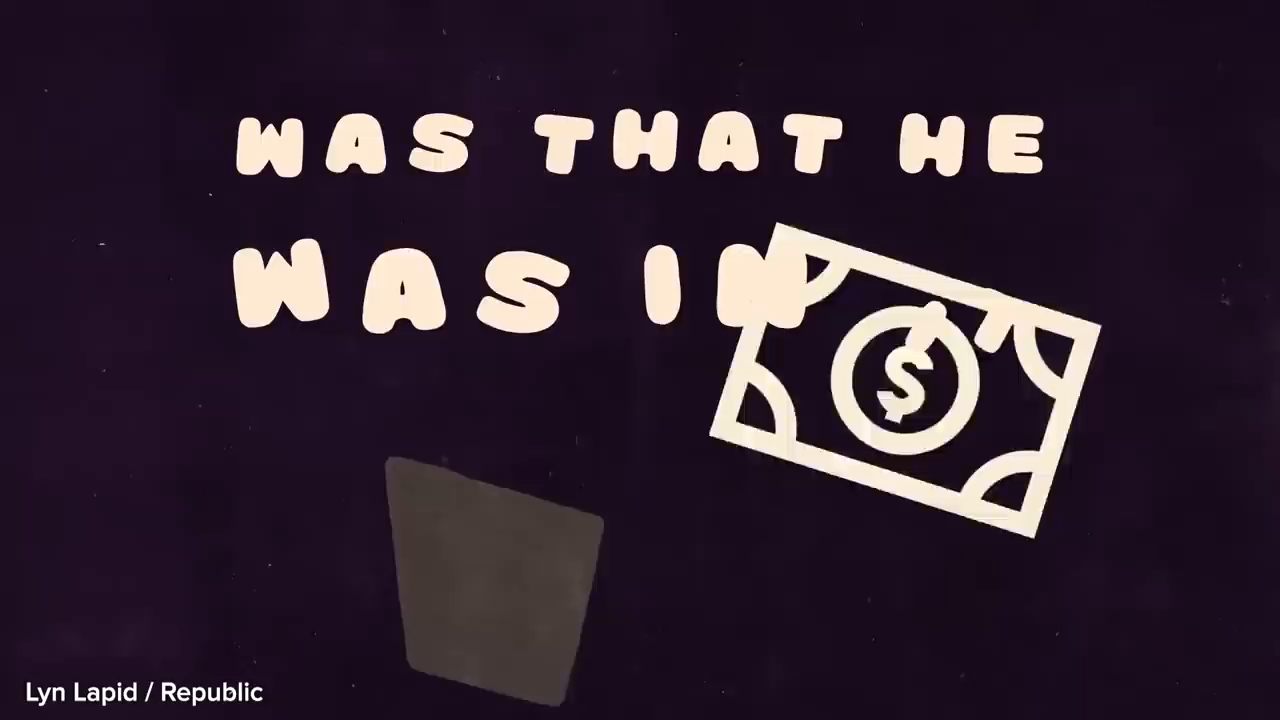 WAS THAT HE
WAS IN
$
Lyn Lapid / Republic